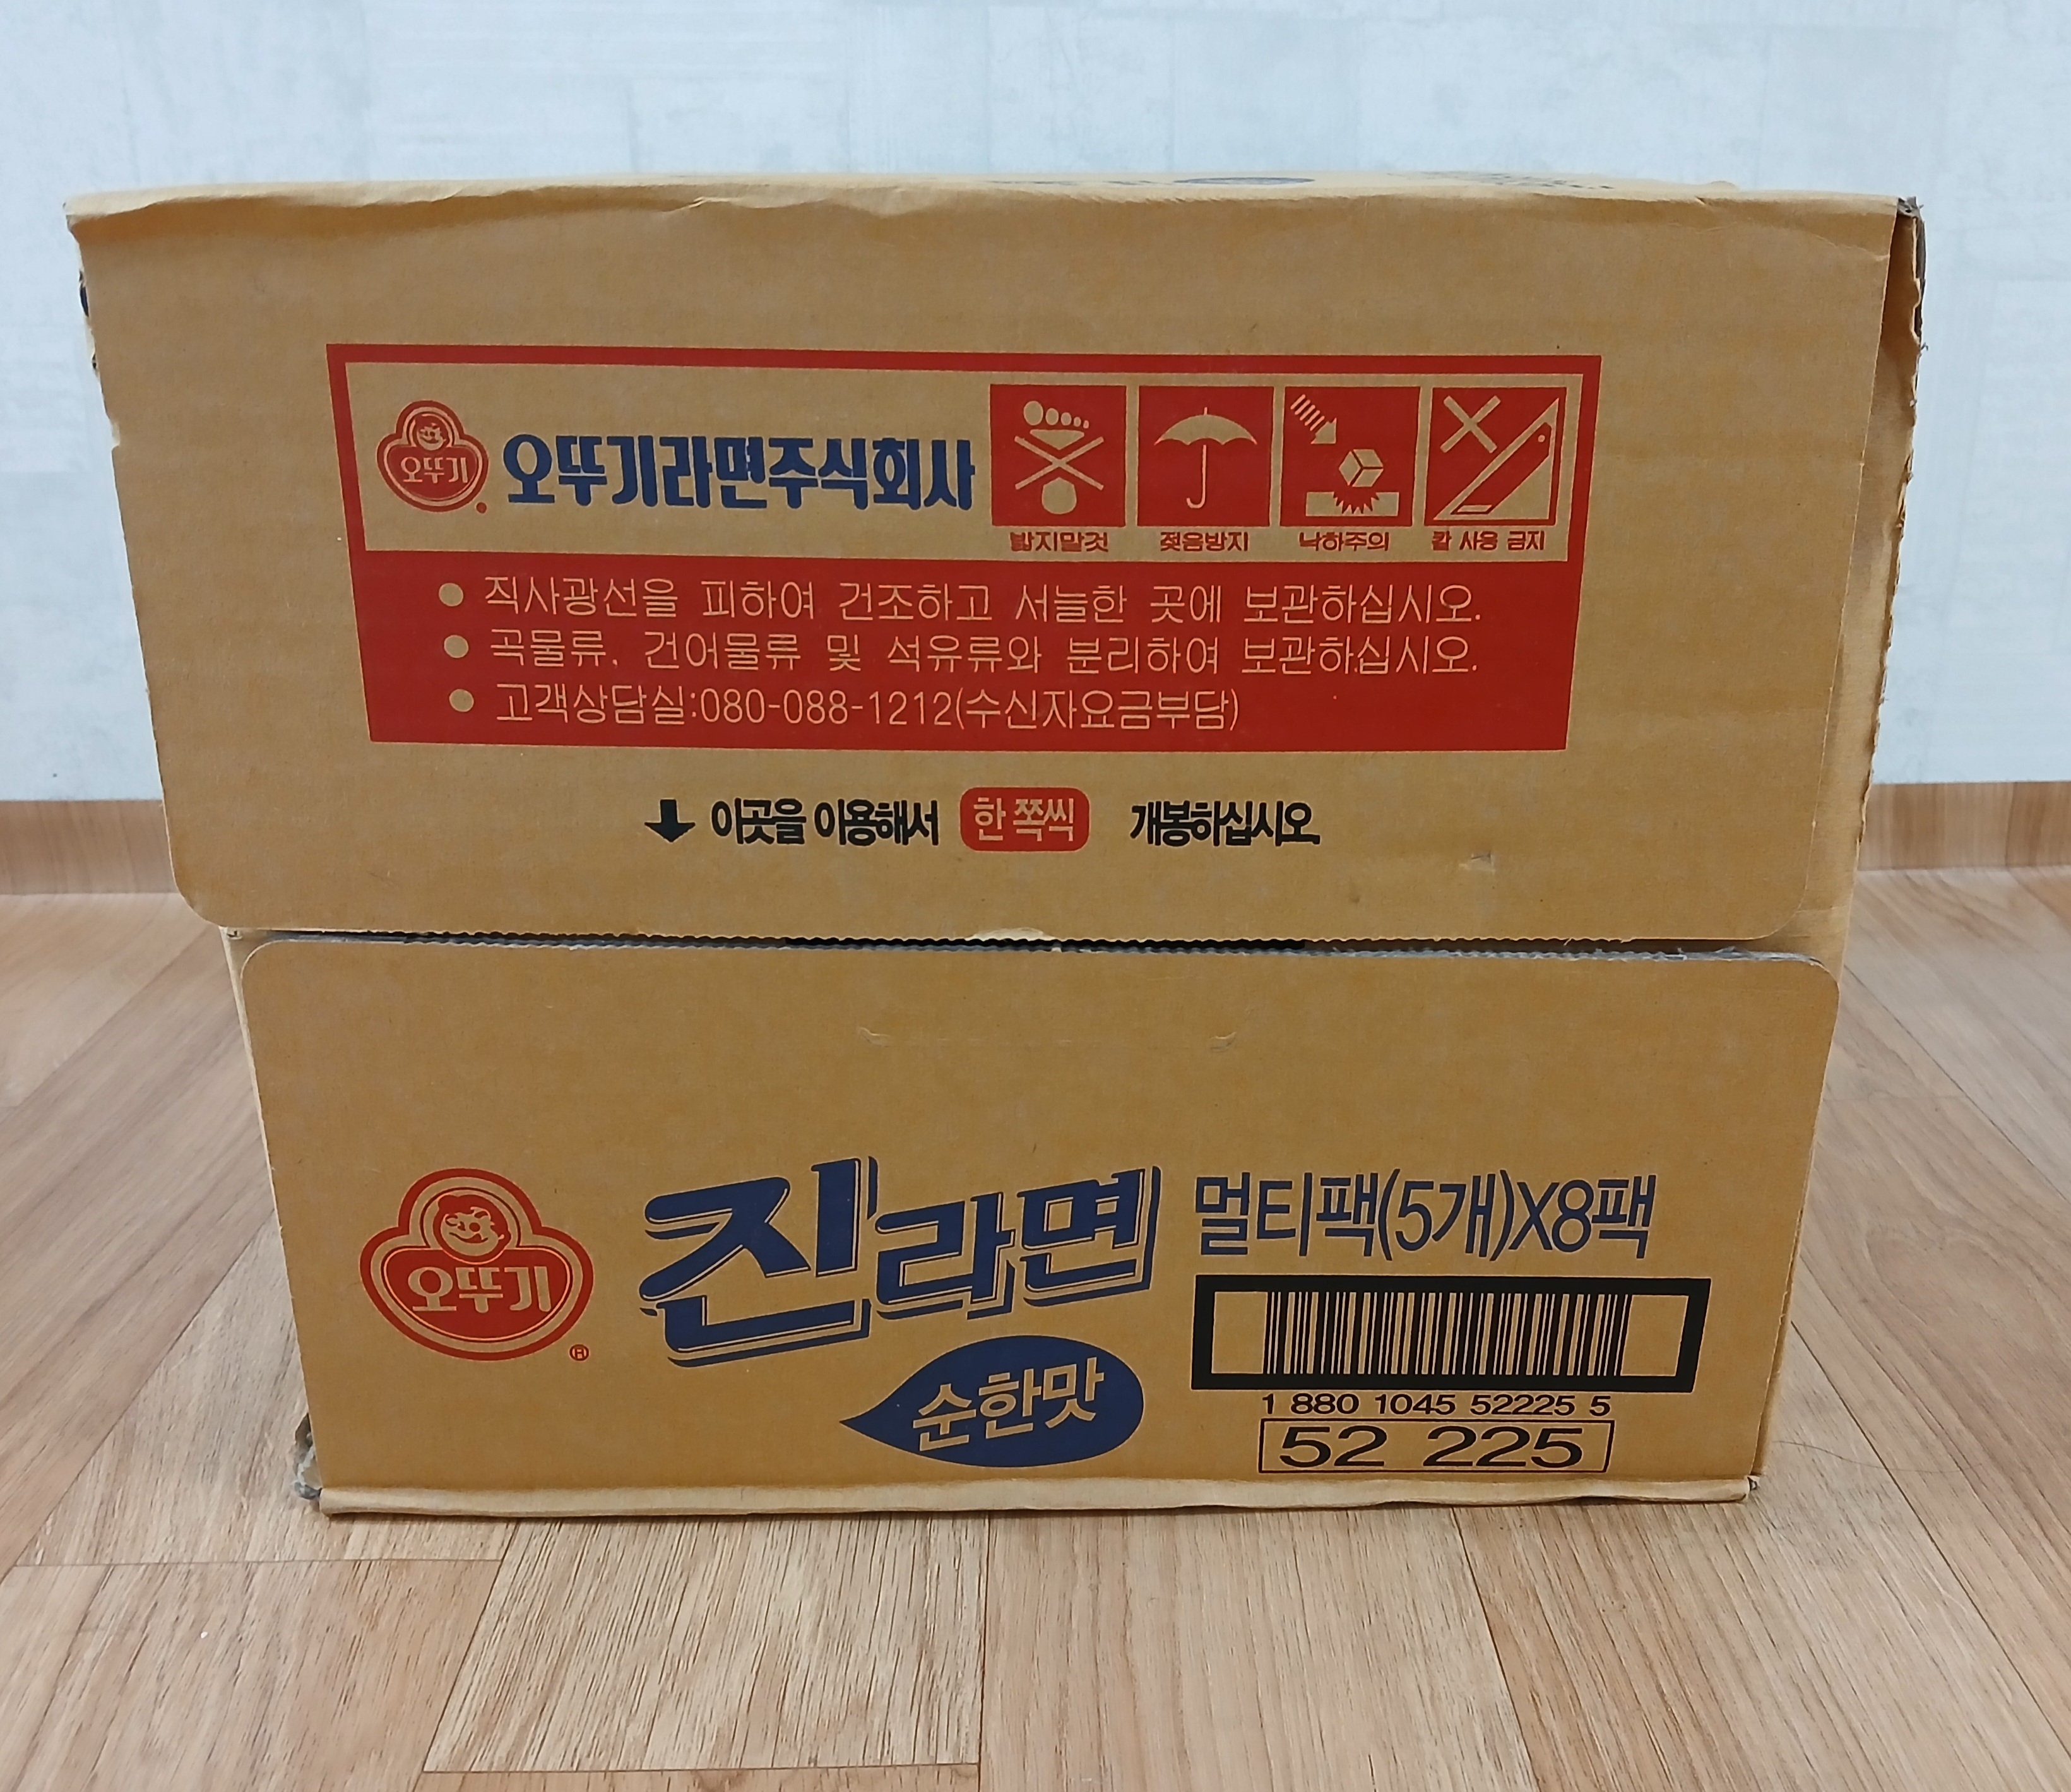 오뚜기 오뚜기라면주식회사
밟지말것 젖음방지 낙하주의 칼 사용 금지
● 직사광선을 피하여 건조하고 서늘한 곳에 보관하십시오.
● 곡물류, 건어물류 및 석유류와 분리하여 보관하십시오.
● 고객상담실:080-088-1212(수신자요금부담)
↓ 이곳을 이용해서 한 쪽씩 개봉하십시오.
오뚜기 ®
진라면
순한맛
멀티팩(5개)X8팩
1 880 1045 52225 5
52 225